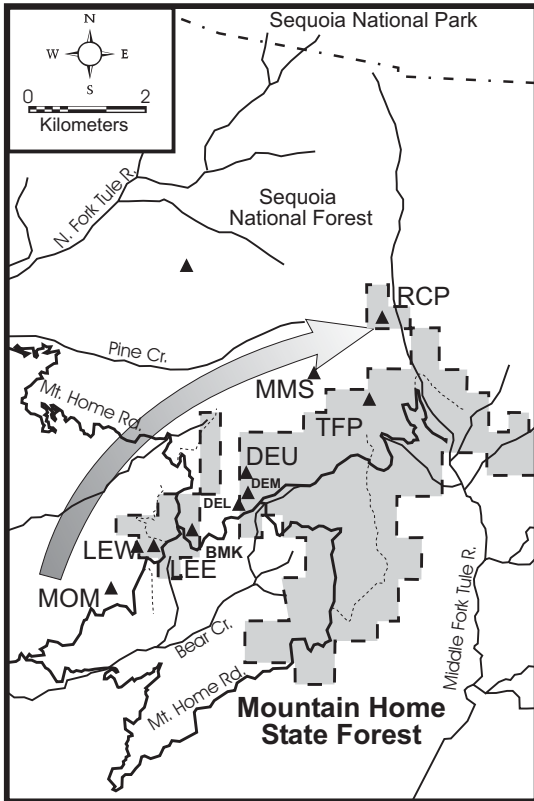 Sequoia National Park
N
W E
S
0 2
Kilometers
N. Fork Tule R.
Sequoia
National Forest
RCP
Pine Cr.
MMS
Mt. Home Rd.
TFP
DEU
DEM
DEL
LEW
LEE
BMK
MOM
Bear Cr.
Middle Fork Tule R.
Mt. Home Rd.
Mountain Home
State Forest